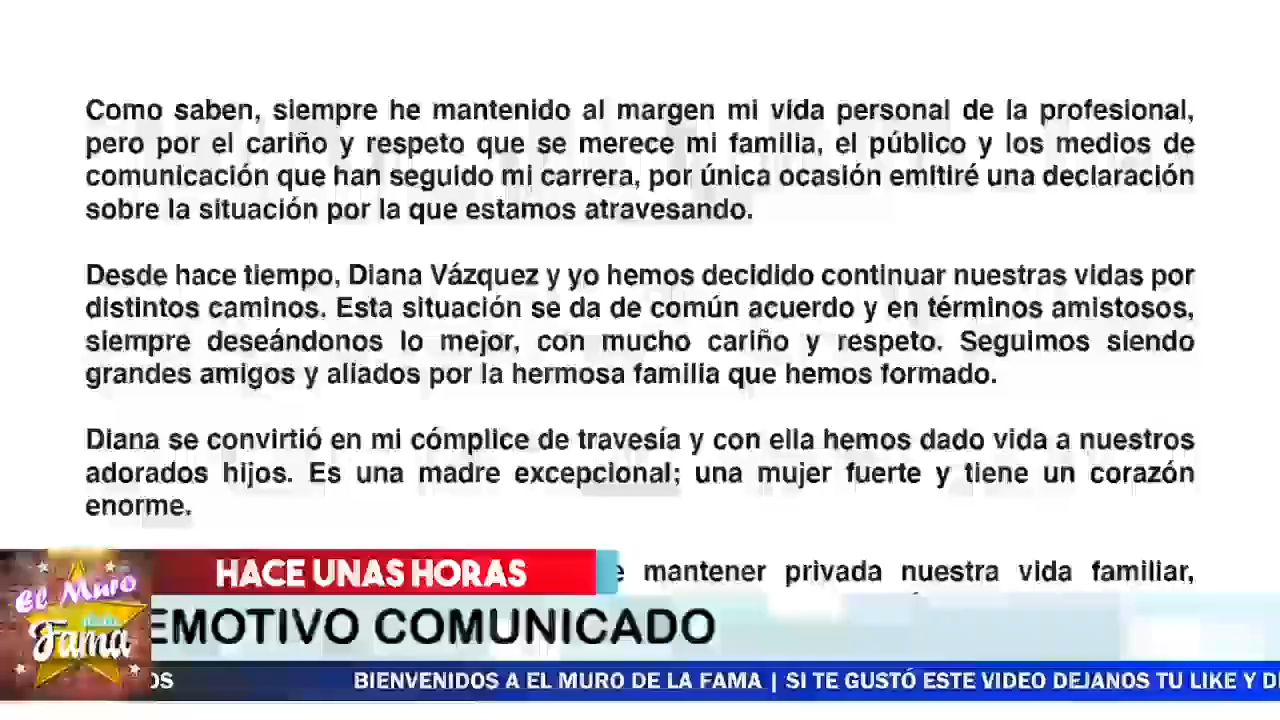 Como saben, siempre he mantenido al margen mi vida personal de la profesional,
pero por el cariño y respeto que se merece mi familia, el público y los medios de
comunicación que han seguido mi carrera, por única ocasión emitiré una declaración
sobre la situación por la que estamos atravesando.
Desde hace tiempo, Diana Vázquez y yo hemos decidido continuar nuestras vidas por
distintos caminos. Esta situación se da de común acuerdo y en términos amistosos,
siempre deseándonos lo mejor, con mucho cariño y respeto. Seguimos siendo
grandes amigos y aliados por la hermosa familia que hemos formado.
Diana se convirtió en mi cómplice de travesía y con ella hemos dado vida a nuestros
adorados hijos. Es una madre excepcional; una mujer fuerte y tiene un corazón
enorme.
mantener privada nuestra vida familiar,
HACE UNAS HORAS
EMOTIVO COMUNICADO
El Muro
de la
Fama
OS BIENVENIDOS A EL MURO DE LA FAMA | SI TE GUSTÓ ESTE VIDEO DEJANOS TU LIKE Y